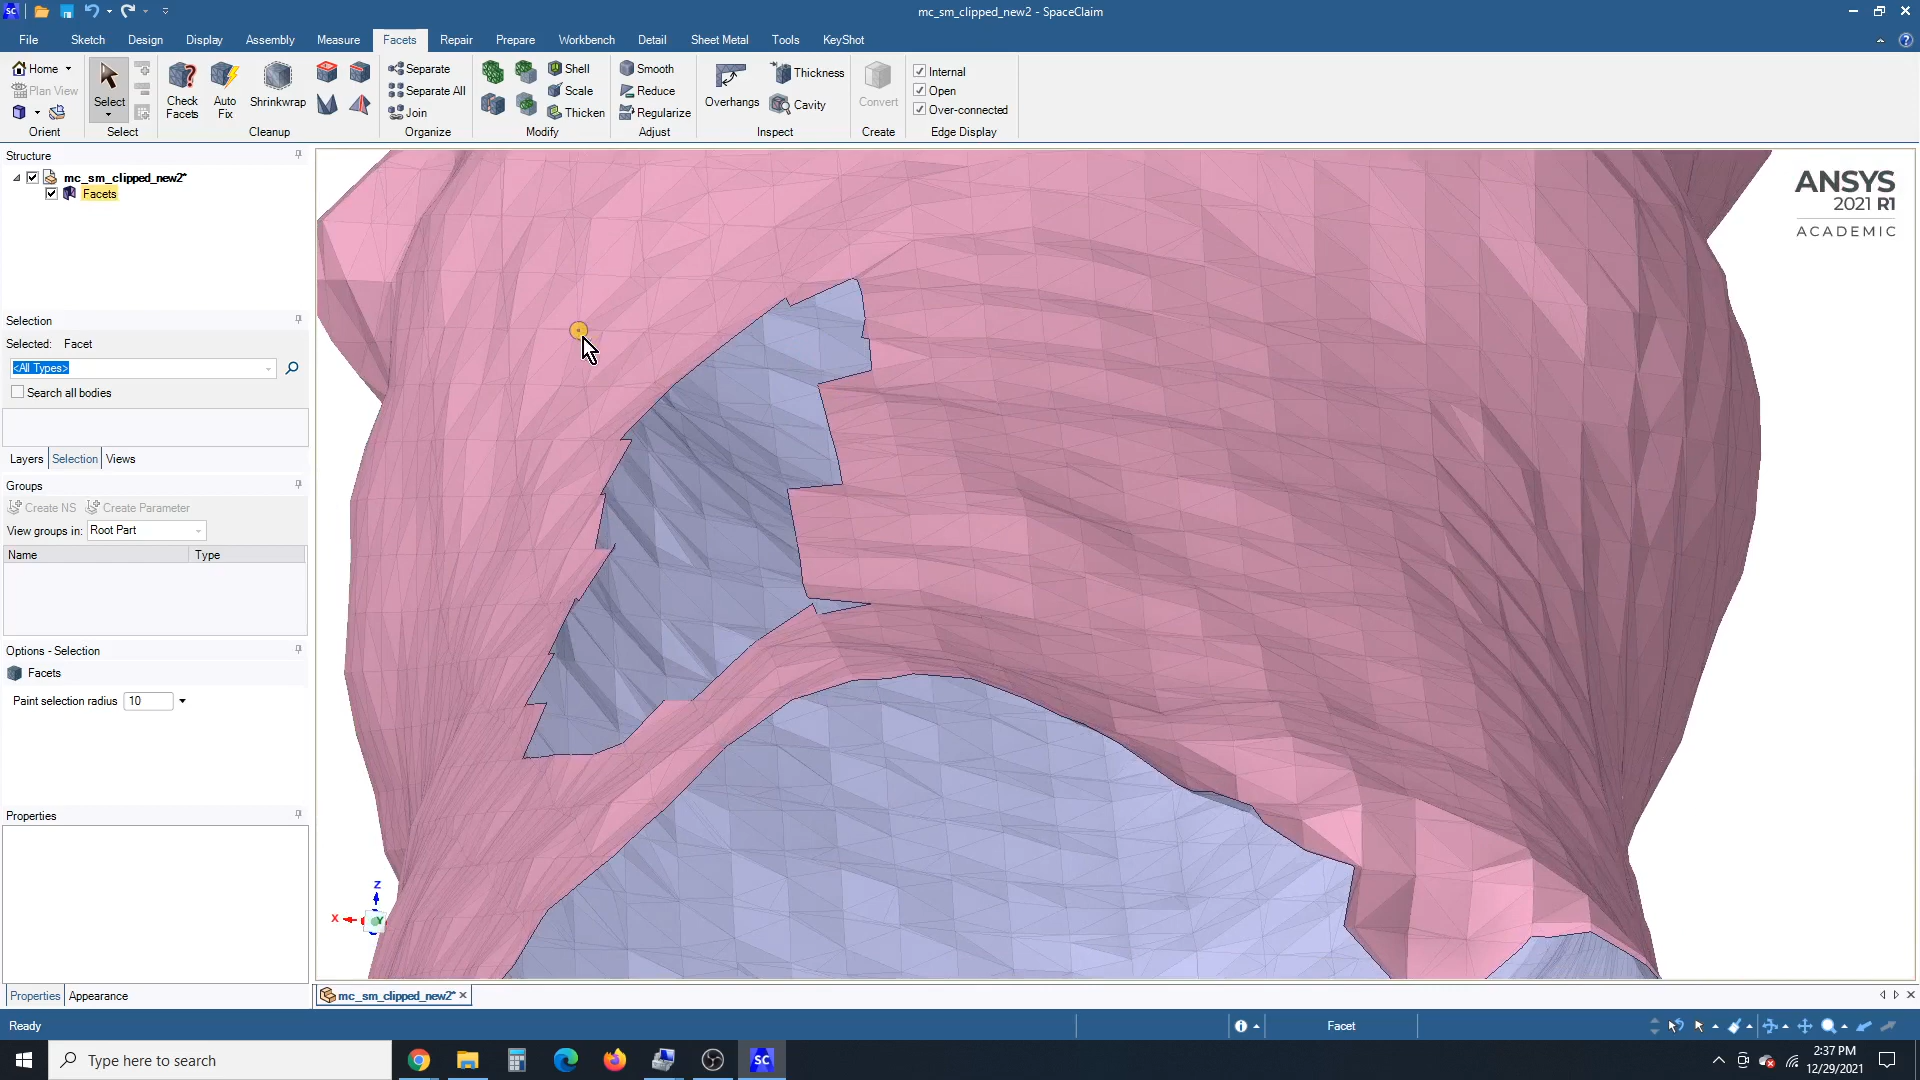 SC
mc_sm_clipped_new2 - SpaceClaim
File
Sketch
Design
Display
Assembly
Measure
Facets
Repair
Prepare
Workbench
Detail
Sheet Metal
Tools
KeyShot
Home
Plan View
Orient
Select
Select
Check Facets
Auto Fix
Shrinkwrap
Cleanup
Separate
Separate All
Join
Organize
Shell
Scale
Thicken
Modify
Smooth
Reduce
Regularize
Adjust
Overhangs
Thickness
Cavity
Inspect
Convert
Create
Internal
Open
Over-connected
Edge Display
Structure
mc_sm_clipped_new2*
Facets
Selection
Selected: Facet
<All Types>
Search all bodies
Layers
Selection
Views
Groups
Create NS
Create Parameter
View groups in: Root Part
Name
Type
Options - Selection
Facets
Paint selection radius 10
Properties
Properties
Appearance
ANSYS
2021 R1
ACADEMIC
Z
X
Y
mc_sm_clipped_new2*
Ready
Facet
Type here to search
SC
2:37 PM
12/29/2021